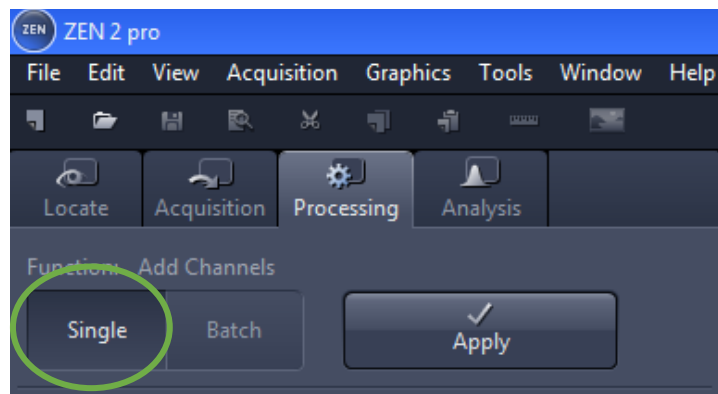 ZEN ZEN 2 pro
File Edit View Acquisition Graphics Tools Window Help
Locate Acquisition Processing Analysis
Function: Add Channels
Single Batch Apply